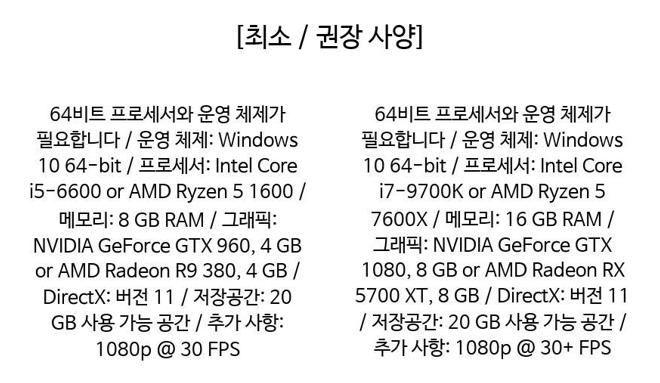 [최소 / 권장 사양]
64비트 프로세서와 운영 체제가
필요합니다 / 운영 체제: Windows
10 64-bit / 프로세서: Intel Core
i5-6600 or AMD Ryzen 5 1600 /
메모리: 8 GB RAM / 그래픽:
NVIDIA GeForce GTX 960, 4 GB
or AMD Radeon R9 380, 4 GB /
DirectX: 버전 11 / 저장공간: 20
GB 사용 가능 공간 / 추가 사항:
1080p @ 30 FPS
64비트 프로세서와 운영 체제가
필요합니다 / 운영 체제: Windows
10 64-bit / 프로세서: Intel Core
i7-9700K or AMD Ryzen 5
7600X / 메모리: 16 GB RAM /
그래픽: NVIDIA GeForce GTX
1080, 8 GB or AMD Radeon RX
5700 XT, 8 GB / DirectX: 버전 11
/ 저장공간: 20 GB 사용 가능 공간 /
추가 사항: 1080p @ 30+ FPS